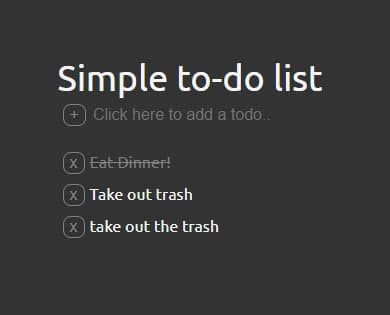 Simple to-do list
+ Click here to add a todo..
x Eat Dinner!
x Take out trash
x take out the trash